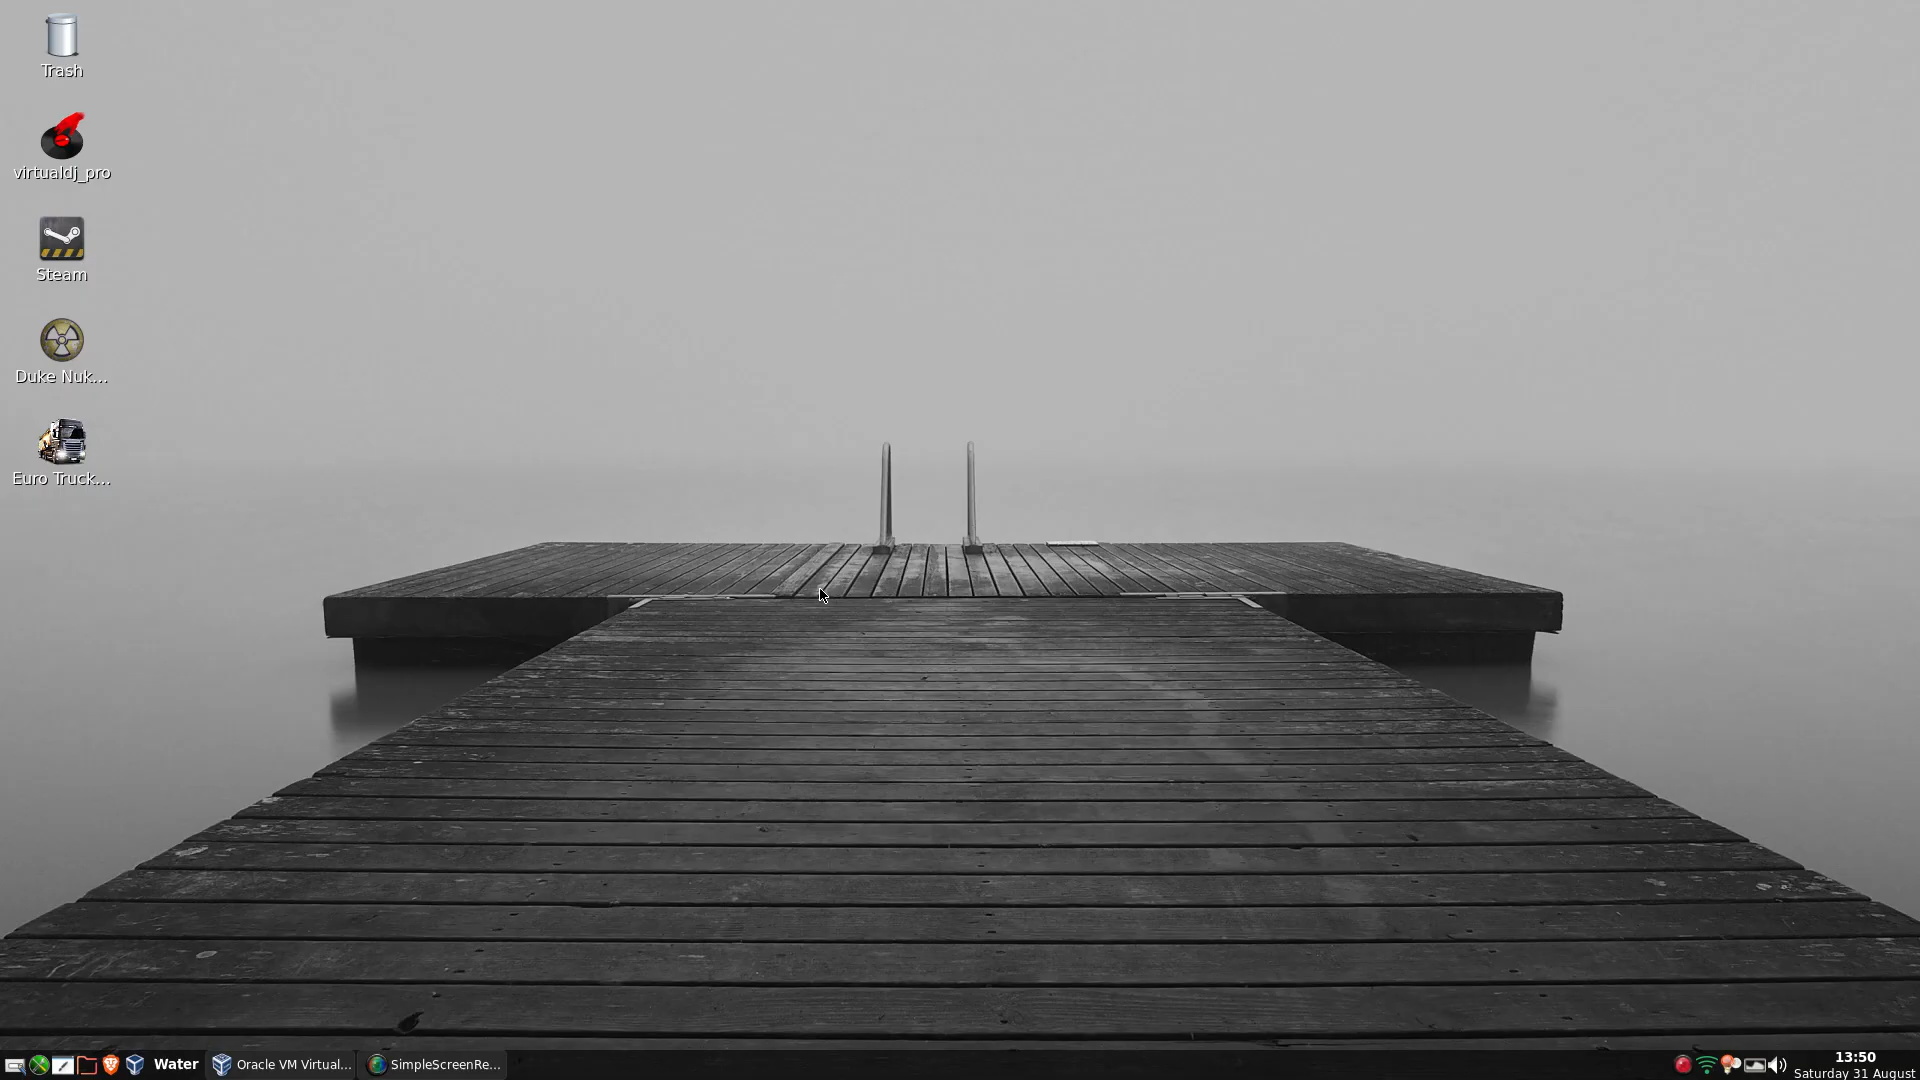 Trash
virtualdj_pro
Steam
Duke Nuk...
Euro Truck...
Water
Oracle VM Virtual...
SimpleScreenRe...
13:50
Saturday 31 August